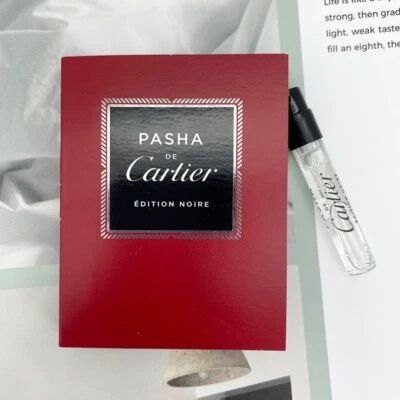 PASHA
DE
Cartier
ÉDITION NOIRE
Cartier
Life is like a
strong, then grad
light, weak taste
fill an eighth, the